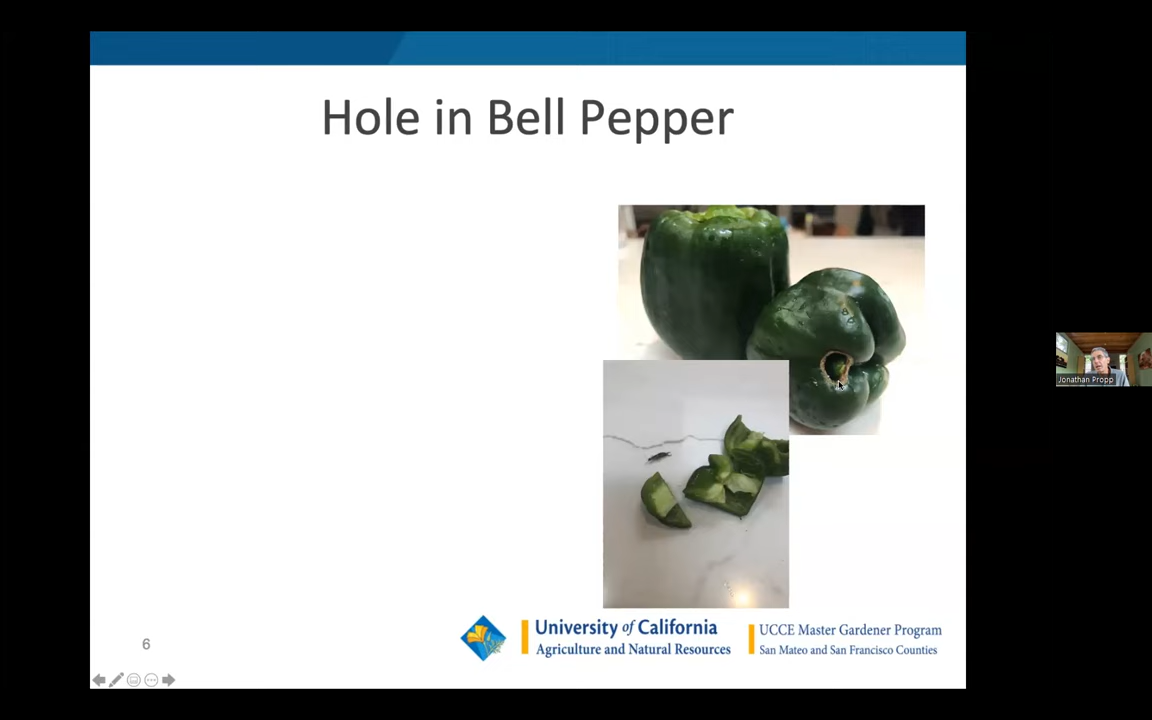 Hole in Bell Pepper
Jonathan Propp
6
University of California
Agriculture and Natural Resources
UCCE Master Gardener Program
San Mateo and San Francisco Counties